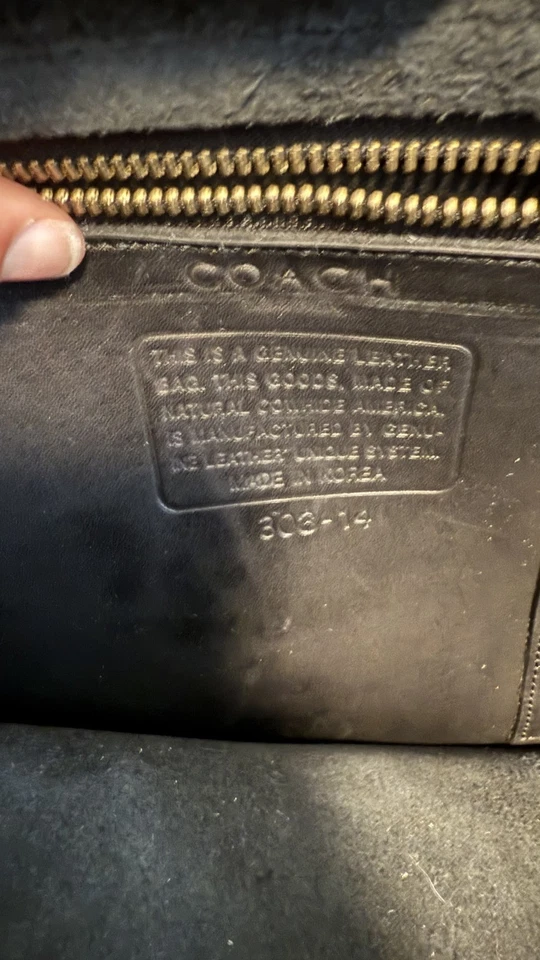 COACH
THIS IS A GENUINE LEATHER
BAG. THIS GOODS, MADE OF
NATURAL COWHIDE AMERICA.
IS MANUFACTURED BY GENU-
INE LEATHER UNIQUE SYSTEM.
MADE IN KOREA
303-14